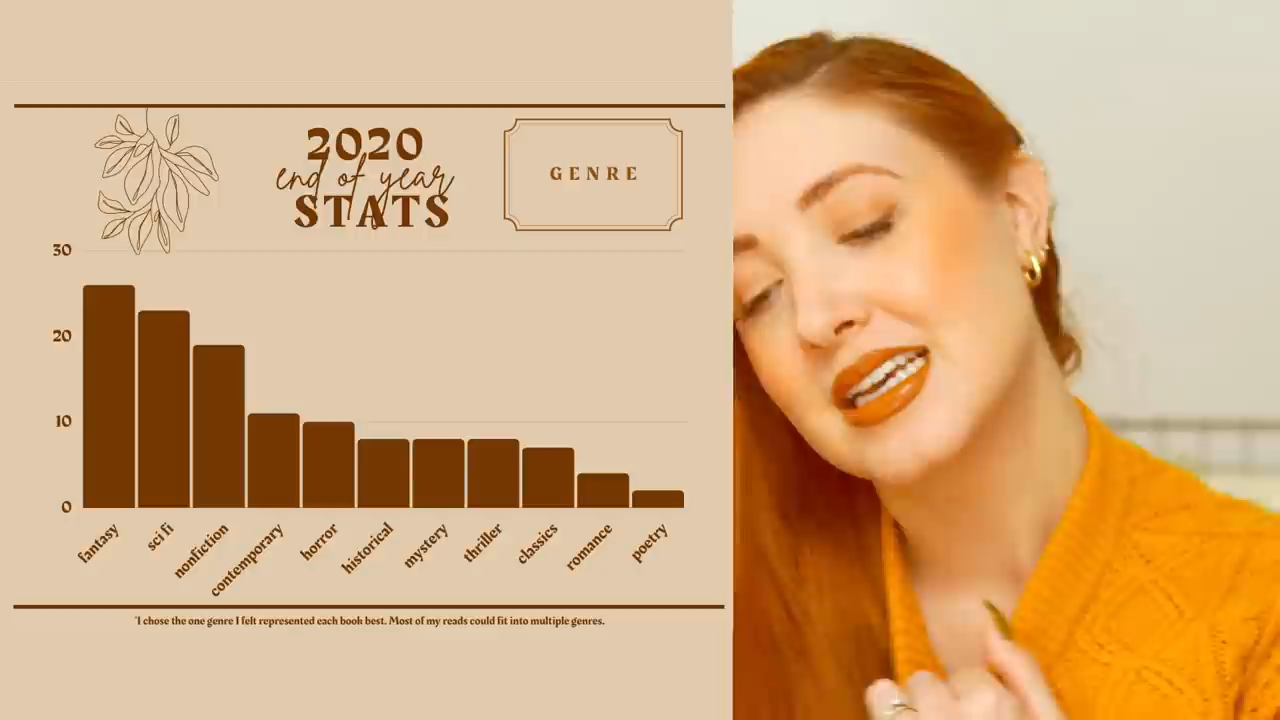 2020
end of year
STATS
GENRE
30
20
10
0
fantasy
sci fi
nonfiction
contemporary
horror
historical
mystery
thriller
classics
romance
poetry
*I chose the one genre I felt represented each book best. Most of my reads could fit into multiple genres.